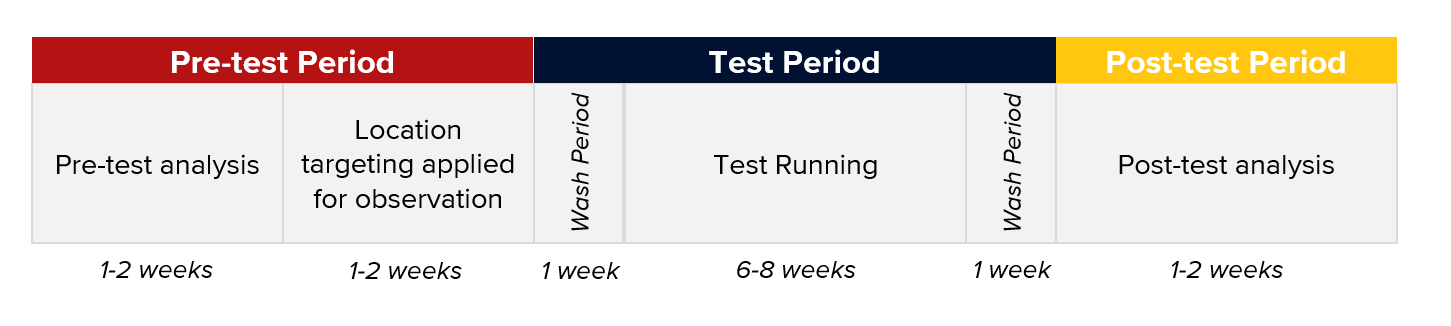 Pre-test Period
Test Period
Post-test Period
Pre-test analysis
Location
targeting applied
for observation
Wash Period
Test Running
Wash Period
Post-test analysis
1-2 weeks
1-2 weeks
1 week
6-8 weeks
1 week
1-2 weeks